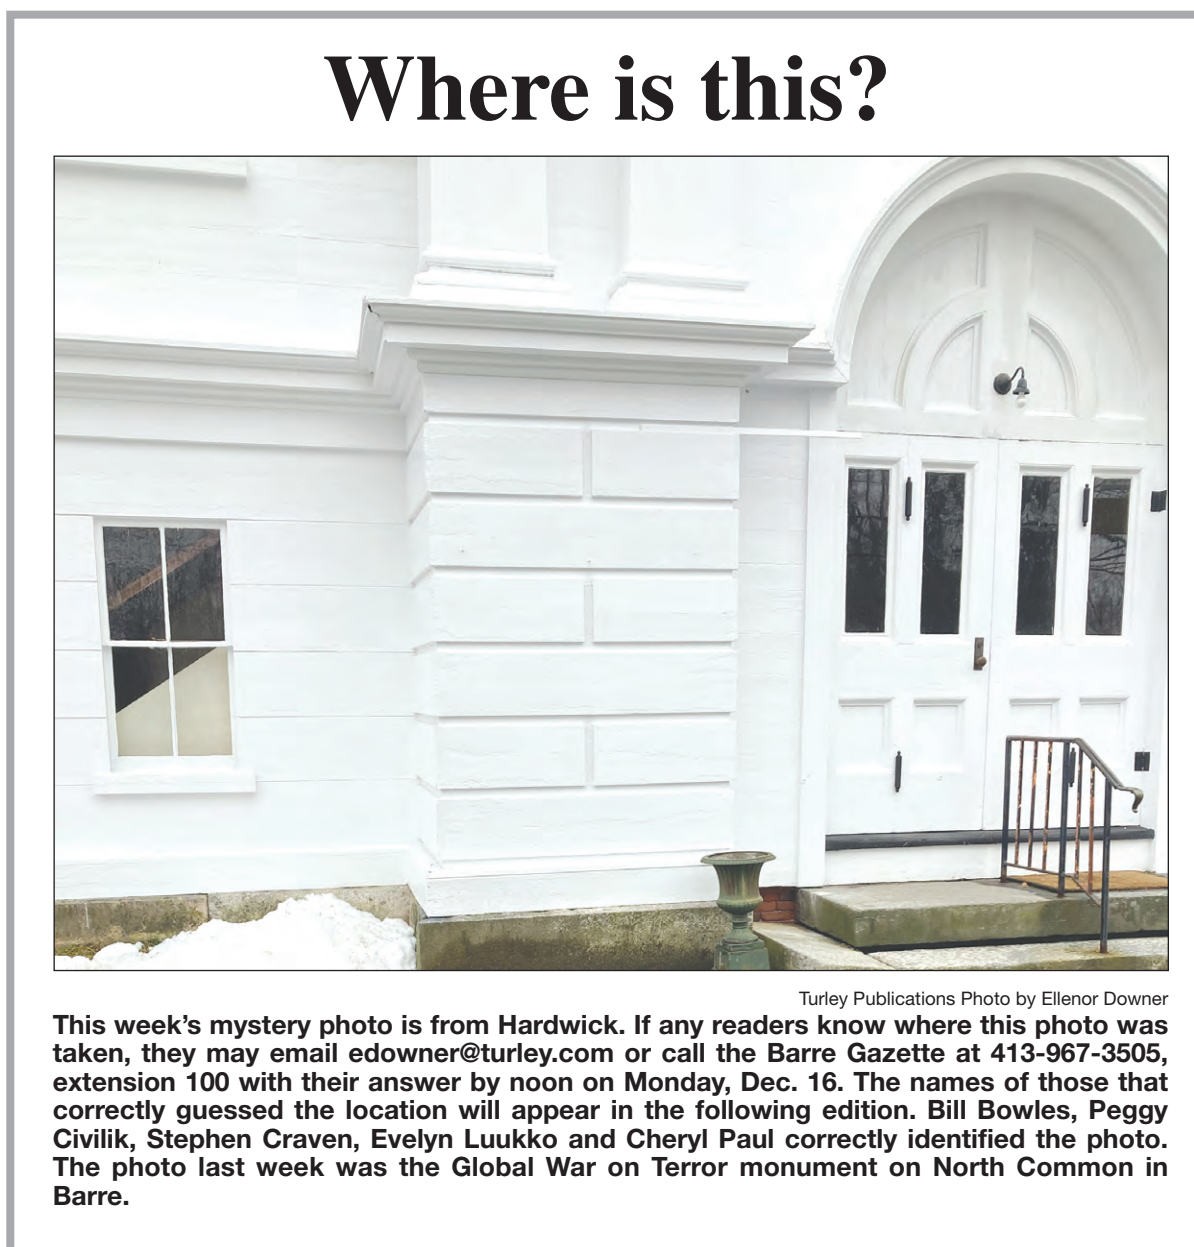 Where is this?
Turley Publications Photo by Ellenor Downer
This week’s mystery photo is from Hardwick. If any readers know where this photo was
taken, they may email edowner@turley.com or call the Barre Gazette at 413-967-3505,
extension 100 with their answer by noon on Monday, Dec. 16. The names of those that
correctly guessed the location will appear in the following edition. Bill Bowles, Peggy
Civilik, Stephen Craven, Evelyn Luukko and Cheryl Paul correctly identified the photo.
The photo last week was the Global War on Terror monument on North Common in
Barre.